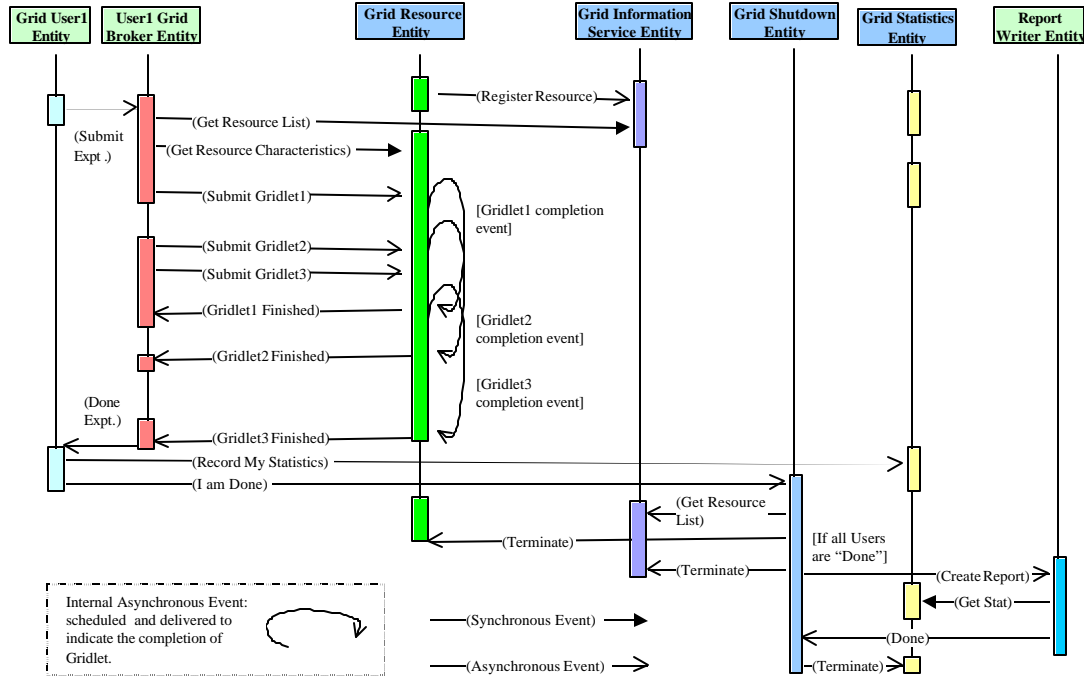 Grid User1
Entity
User1 Grid
Broker Entity
Grid Resource
Entity
Grid Information
Service Entity
Grid Shutdown
Entity
Grid Statistics
Entity
Report
Writer Entity
(Register Resource)
(Submit
Expt .)
(Get Resource List)
(Get Resource Characteristics)
(Submit Gridlet1)
[Gridlet1 completion
event]
(Submit Gridlet2)
(Submit Gridlet3)
(Gridlet1 Finished)
[Gridlet2
completion event]
(Gridlet2 Finished)
[Gridlet3
completion event]
(Done
Expt.)
(Gridlet3 Finished)
(Record My Statistics)
(I am Done)
(Get Resource
List)
(Terminate)
[If all Users
are “Done”]
(Terminate)
(Create Report)
(Get Stat)
(Done)
(Terminate)
Internal Asynchronous Event:
scheduled and delivered to
indicate the completion of
Gridlet.
(Synchronous Event)
(Asynchronous Event)